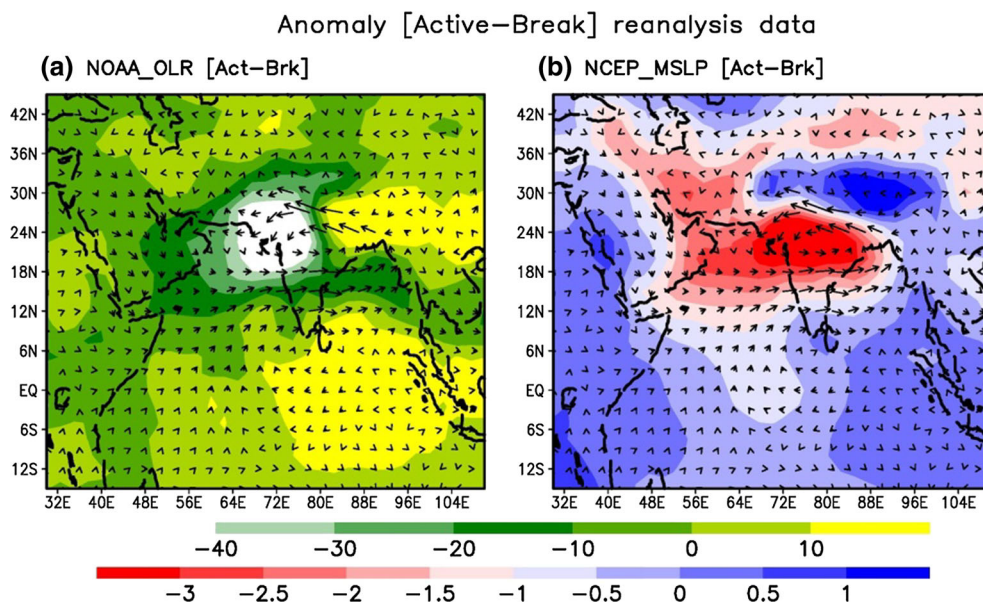 Anomaly [Active-Break] reanalysis data
(a) NOAA_OLR [Act-Brk]
(b) NCEP_MSLP [Act-Brk]
42N
36N
30N
24N
18N
12N
6N
EQ
6S
12S
32E 40E 48E 56E 64E 72E 80E 88E 96E 104E
42N
36N
30N
24N
18N
12N
6N
EQ
6S
12S
32E 40E 48E 56E 64E 72E 80E 88E 96E 104E
-40 -30 -20 -10 0 10
-3 -2.5 -2 -1.5 -1 -0.5 0 0.5 1